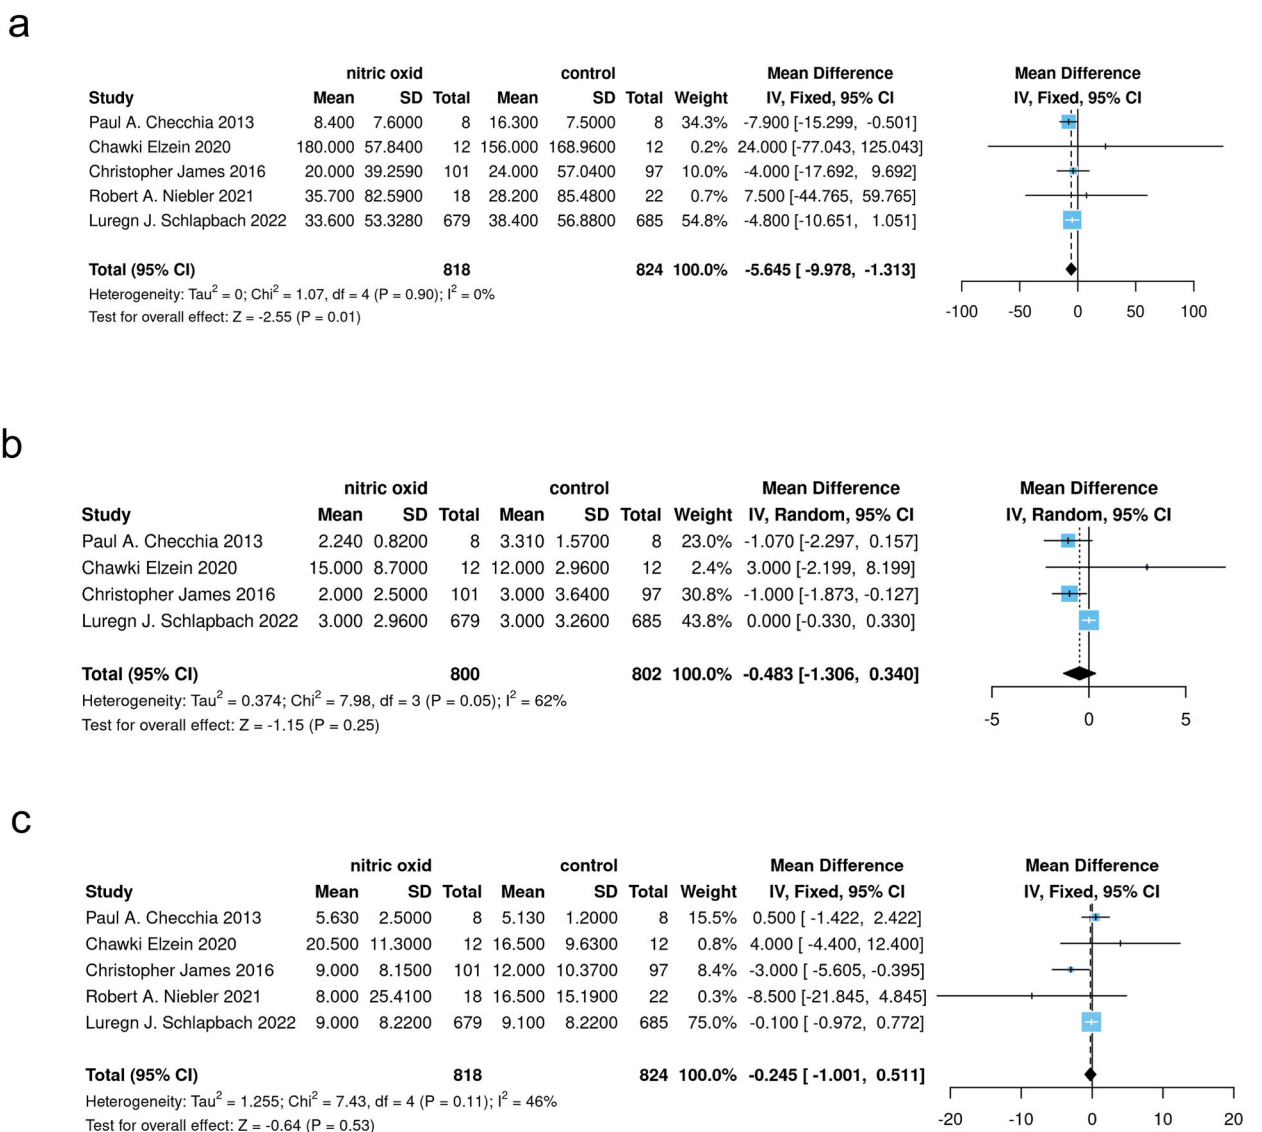 a
nitric oxid control Mean Difference Mean Difference
Study Mean SD Total Mean SD Total Weight IV, Fixed, 95% CI IV, Fixed, 95% CI
Paul A. Checchia 2013 8.400 7.6000 8 16.300 7.5000 8 34.3% -7.900 [-15.299, -0.501]
Chawki Elzein 2020 180.000 57.8400 12 156.000 168.9600 12 0.2% 24.000 [-77.043, 125.043]
Christopher James 2016 20.000 39.2590 101 24.000 57.0400 97 10.0% -4.000 [-17.692, 9.692]
Robert A. Niebler 2021 35.700 82.5900 18 28.200 85.4800 22 0.7% 7.500 [-44.765, 59.765]
Luregn J. Schlapbach 2022 33.600 53.3280 679 38.400 56.8800 685 54.8% -4.800 [-10.651, 1.051]
Total (95% CI) 818 824 100.0% -5.645 [ -9.978, -1.313]
Heterogeneity: Tau² = 0; Chi² = 1.07, df = 4 (P = 0.90); I² = 0%
Test for overall effect: Z = -2.55 (P = 0.01)
-100 -50 0 50 100
b
nitric oxid control Mean Difference Mean Difference
Study Mean SD Total Mean SD Total Weight IV, Random, 95% CI IV, Random, 95% CI
Paul A. Checchia 2013 2.240 0.8200 8 3.310 1.5700 8 23.0% -1.070 [-2.297, 0.157]
Chawki Elzein 2020 15.000 8.7000 12 12.000 2.9600 12 2.4% 3.000 [-2.199, 8.199]
Christopher James 2016 2.000 2.5000 101 3.000 3.6400 97 30.8% -1.000 [-1.873, -0.127]
Luregn J. Schlapbach 2022 3.000 2.9600 679 3.000 3.2600 685 43.8% 0.000 [-0.330, 0.330]
Total (95% CI) 800 802 100.0% -0.483 [-1.306, 0.340]
Heterogeneity: Tau² = 0.374; Chi² = 7.98, df = 3 (P = 0.05); I² = 62%
Test for overall effect: Z = -1.15 (P = 0.25)
-5 0 5
c
nitric oxid control Mean Difference Mean Difference
Study Mean SD Total Mean SD Total Weight IV, Fixed, 95% CI IV, Fixed, 95% CI
Paul A. Checchia 2013 5.630 2.5000 8 5.130 1.2000 8 15.5% 0.500 [ -1.422, 2.422]
Chawki Elzein 2020 20.500 11.3000 12 16.500 9.6300 12 0.8% 4.000 [ -4.400, 12.400]
Christopher James 2016 9.000 8.1500 101 12.000 10.3700 97 8.4% -3.000 [ -5.605, -0.395]
Robert A. Niebler 2021 8.000 25.4100 18 16.500 15.1900 22 0.3% -8.500 [-21.845, 4.845]
Luregn J. Schlapbach 2022 9.000 8.2200 679 9.100 8.2200 685 75.0% -0.100 [ -0.972, 0.772]
Total (95% CI) 818 824 100.0% -0.245 [ -1.001, 0.511]
Heterogeneity: Tau² = 1.255; Chi² = 7.43, df = 4 (P = 0.11); I² = 46%
Test for overall effect: Z = -0.64 (P = 0.53)
-20 -10 0 10 20